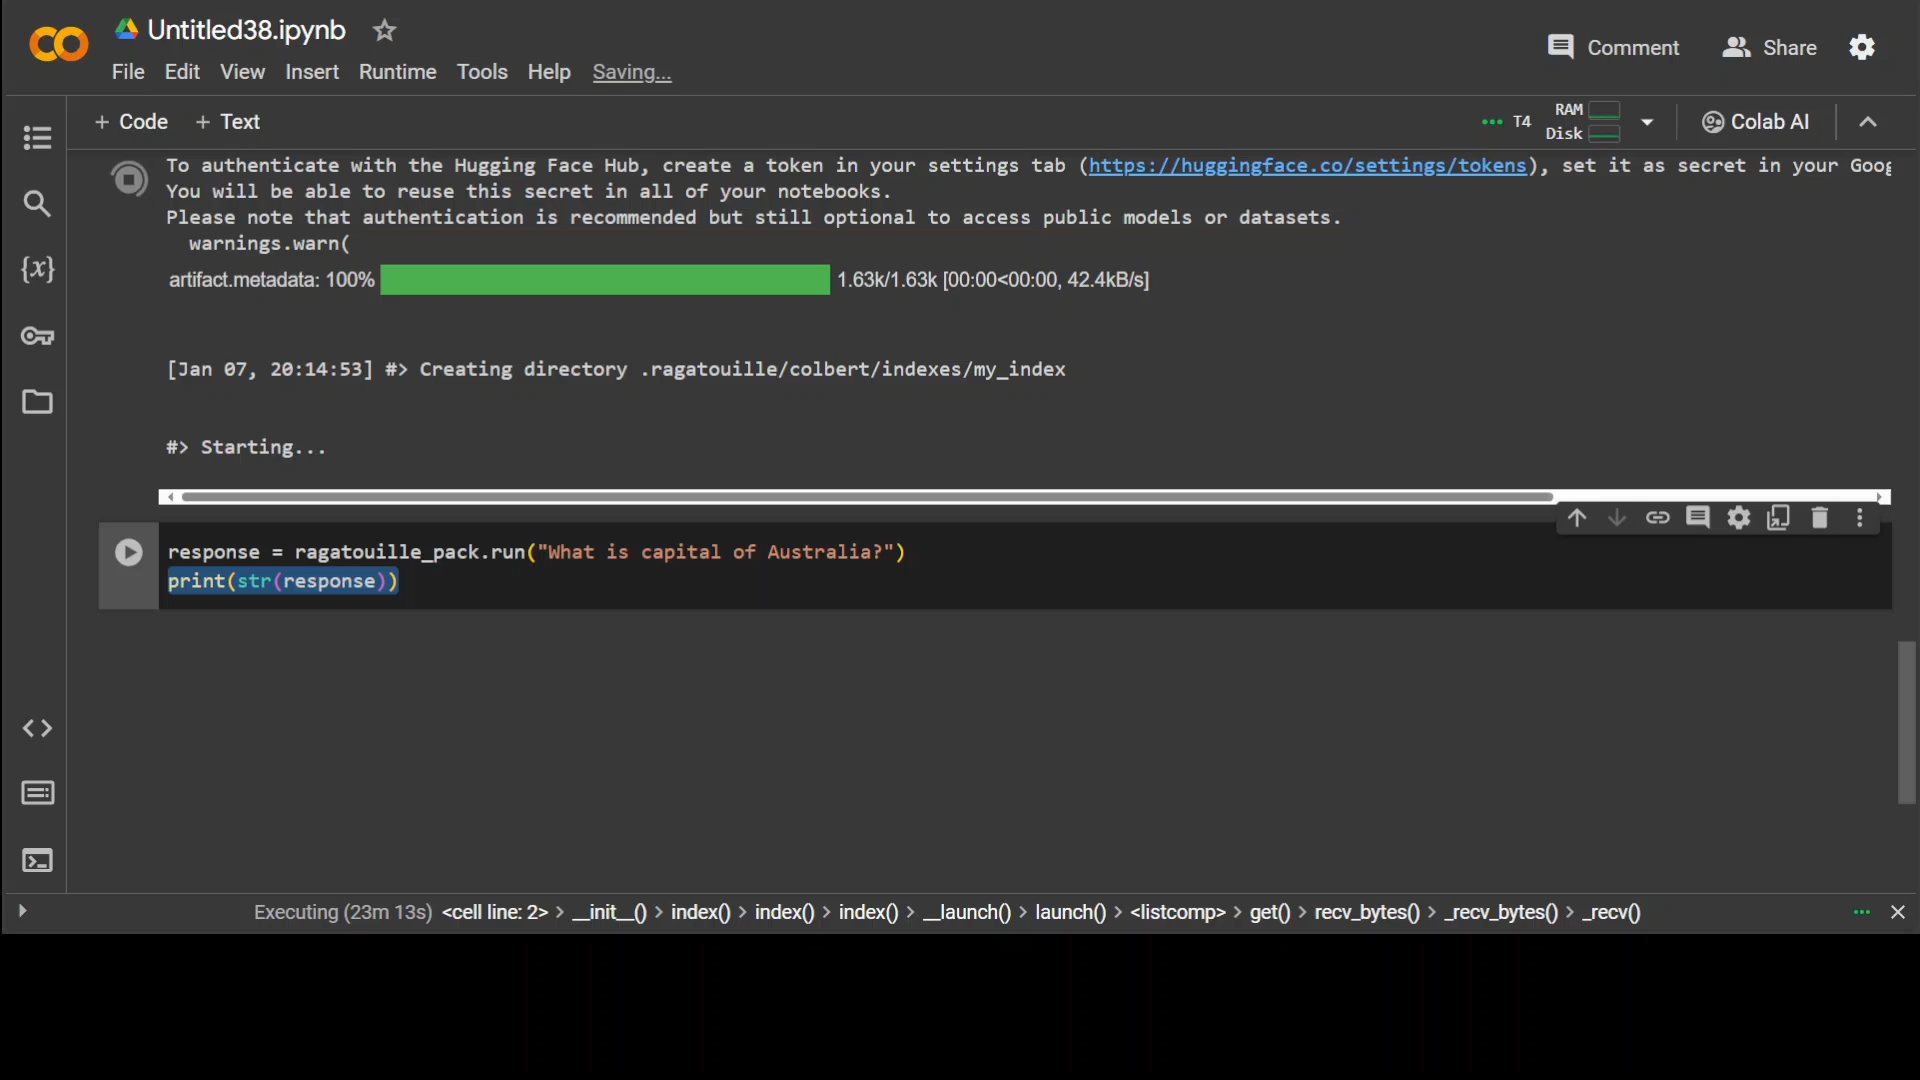 Untitled38.ipynb
File Edit View Insert Runtime Tools Help Saving...
Comment Share
+ Code + Text
T4 RAM Disk Colab AI
To authenticate with the Hugging Face Hub, create a token in your settings tab (https://huggingface.co/settings/tokens), set it as secret in your Goog
You will be able to reuse this secret in all of your notebooks.
Please note that authentication is recommended but still optional to access public models or datasets.
warnings.warn(
artifact.metadata: 100% 1.63k/1.63k [00:00<00:00, 42.4kB/s]
[Jan 07, 20:14:53] #> Creating directory .ragatouille/colbert/indexes/my_index
#> Starting...
response = ragatouille_pack.run("What is capital of Australia?")
print(str(response))
Executing (23m 13s) <cell line: 2> > __init__() > index() > index() > index() > __launch() > launch() > <listcomp> > get() > recv_bytes() > _recv_bytes() > _recv()